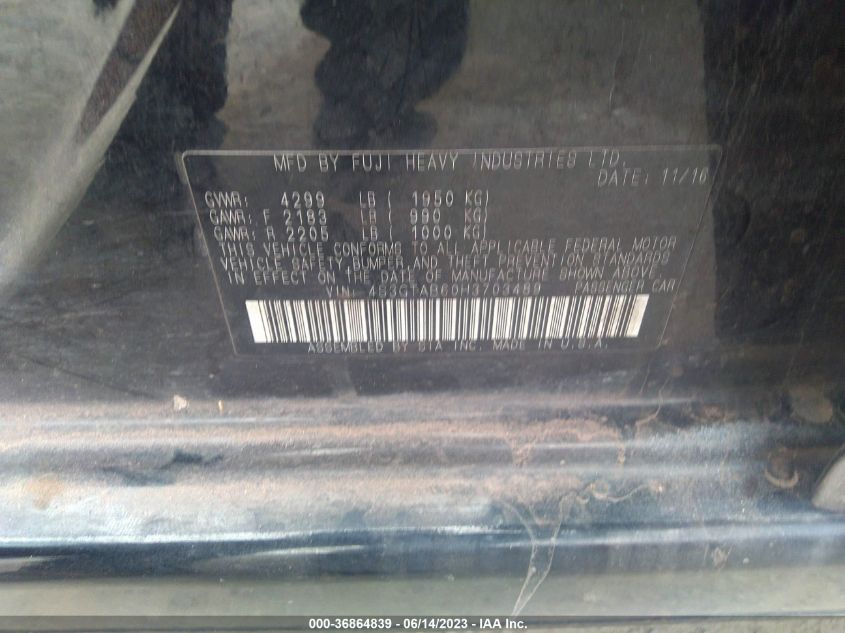 MFD BY FUJI HEAVY INDUSTRIES LTD.
DATE: 11/16
GVWR: 4299 LB ( 1950 KG)
GAWR: F 2183 LB ( 990 KG)
GAWR: R 2205 LB ( 1000 KG)
THIS VEHICLE CONFORMS TO ALL APPLICABLE FEDERAL MOTOR
VEHICLE SAFETY BUMPER, AND THEFT PREVENTION STANDARDS
IN EFFECT ON THE DATE OF MANUFACTURE SHOWN ABOVE.
VIN: 4S3GTAB60H3703489 PASSENGER CAR
ASSEMBLED BY SIA INC. MADE IN U.S.A.
000-36864839 - 06/14/2023 - IAA Inc.